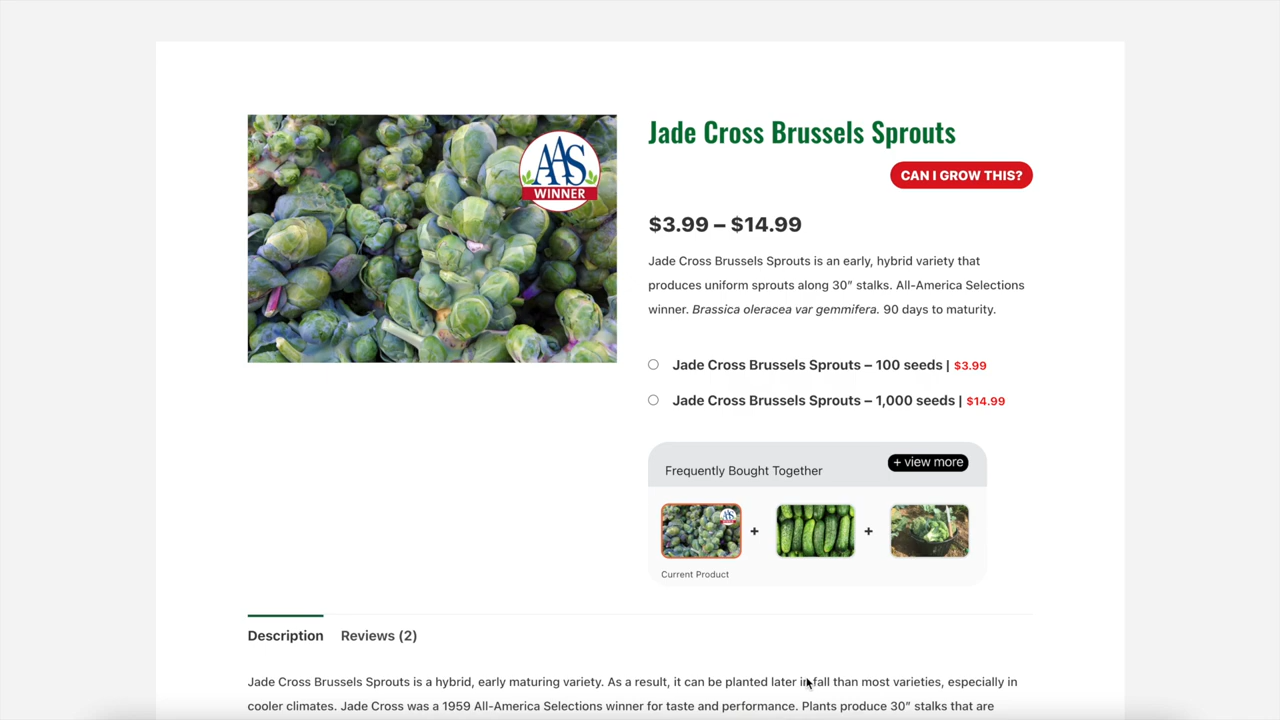 AAS
WINNER
Jade Cross Brussels Sprouts
CAN I GROW THIS?
$3.99 – $14.99
Jade Cross Brussels Sprouts is an early, hybrid variety that
produces uniform sprouts along 30″ stalks. All-America Selections
winner. Brassica oleracea var gemmifera. 90 days to maturity.
Jade Cross Brussels Sprouts – 100 seeds | $3.99
Jade Cross Brussels Sprouts – 1,000 seeds | $14.99
Frequently Bought Together
+ view more
+
+
Current Product
Description
Reviews (2)
Jade Cross Brussels Sprouts is a hybrid, early maturing variety. As a result, it can be planted later in fall than most varieties, especially in
cooler climates. Jade Cross was a 1959 All-America Selections winner for taste and performance. Plants produce 30″ stalks that are